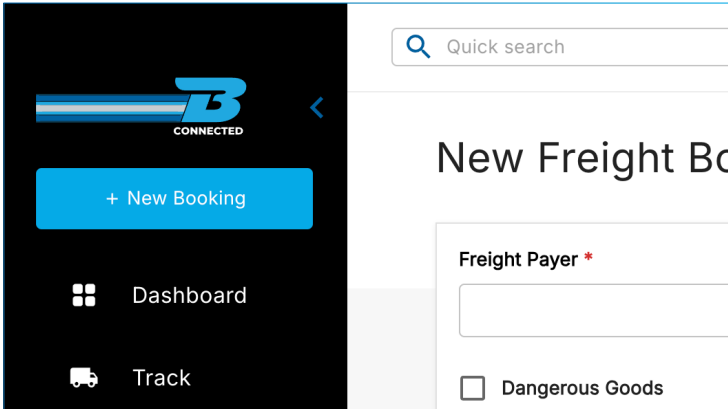 Quick search
B
CONNECTED
New Freight Bo
+ New Booking
Freight Payer *
Dashboard
Track
Dangerous Goods